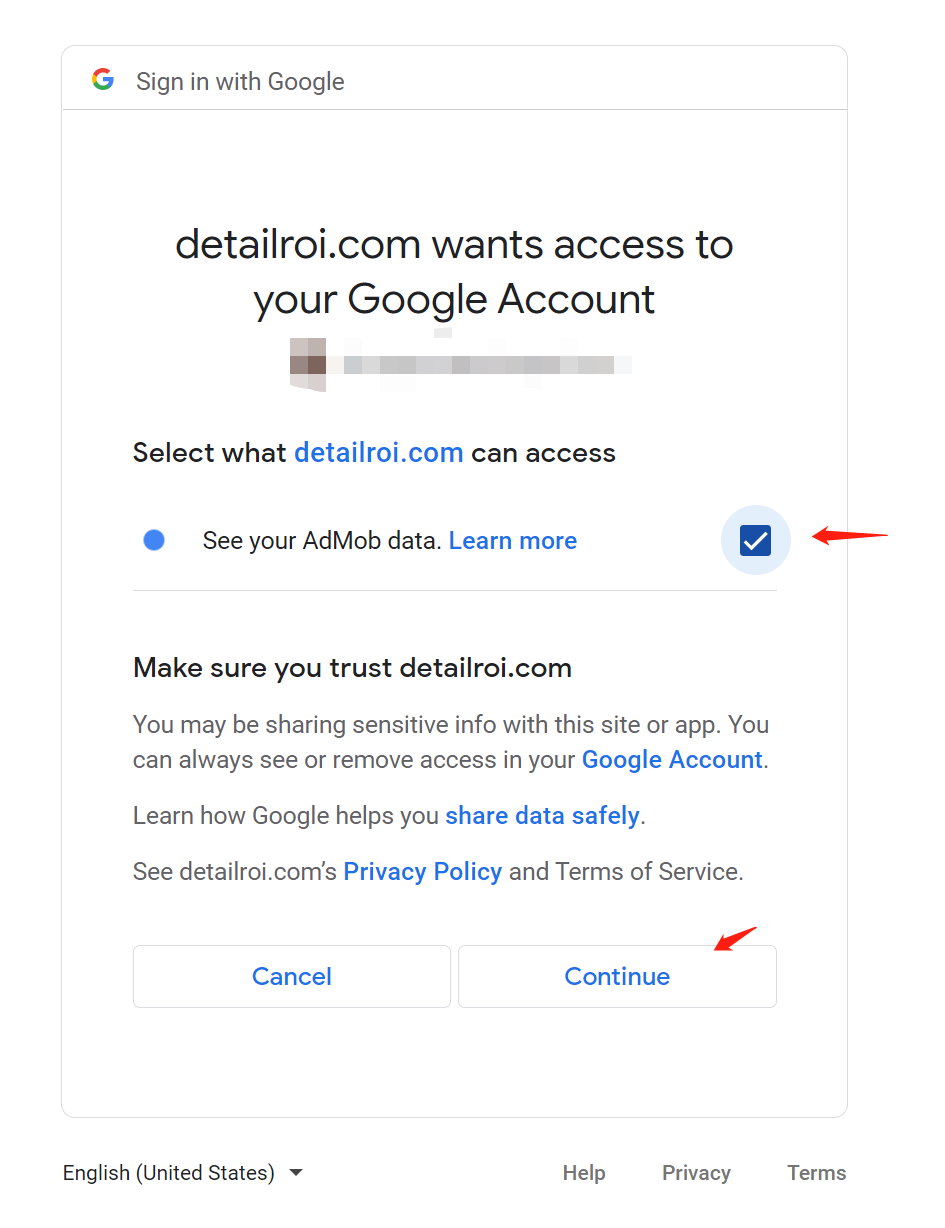 Sign in with Google
detailroi.com wants access to
your Google Account
Select what detailroi.com can access
See your AdMob data. Learn more
Make sure you trust detailroi.com
You may be sharing sensitive info with this site or app. You
can always see or remove access in your Google Account.
Learn how Google helps you share data safely.
See detailroi.com’s Privacy Policy and Terms of Service.
Cancel
Continue
English (United States)
Help
Privacy
Terms